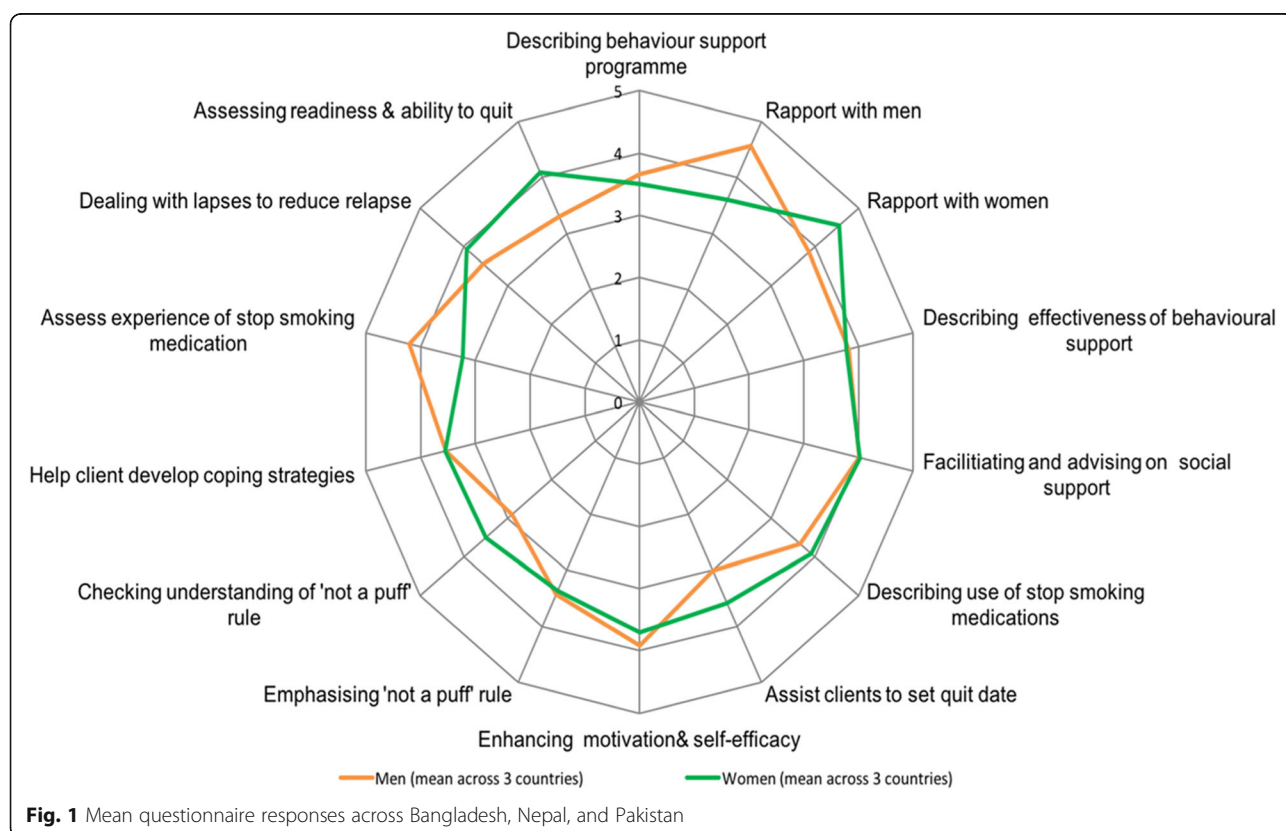 Describing behaviour support
programme
5
Assessing readiness & ability to quit
Rapport with men
4
Dealing with lapses to reduce relapse
Rapport with women
3
2
Assess experience of stop smoking
medication
Describing effectiveness of behavioural
support
1
0
Help client develop coping strategies
Facilitiating and advising on social
support
Checking understanding of 'not a puff'
rule
Describing use of stop smoking
medications
Emphasising 'not a puff' rule
Assist clients to set quit date
Enhancing motivation& self-efficacy
Men (mean across 3 countries)
Women (mean across 3 countries)
Fig. 1 Mean questionnaire responses across Bangladesh, Nepal, and Pakistan